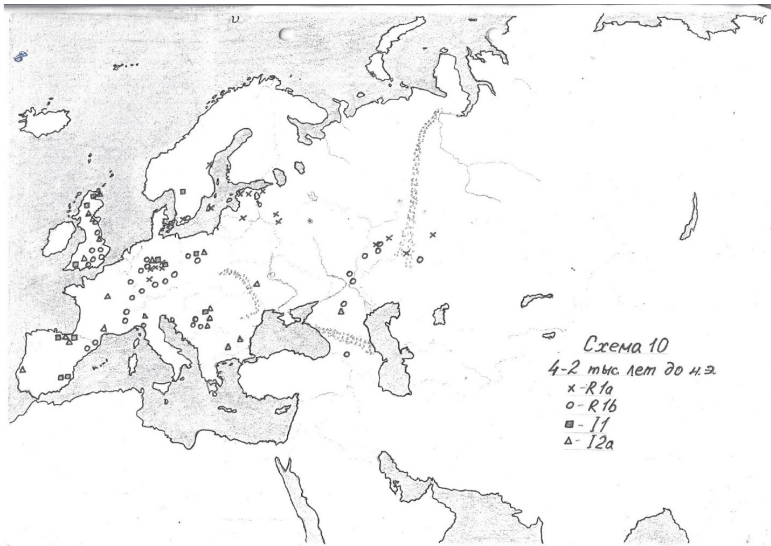 Схема 10
4-2 тыс лет до н.э
× - R1a
○ - R1b
▦ - I1
△ - I2a